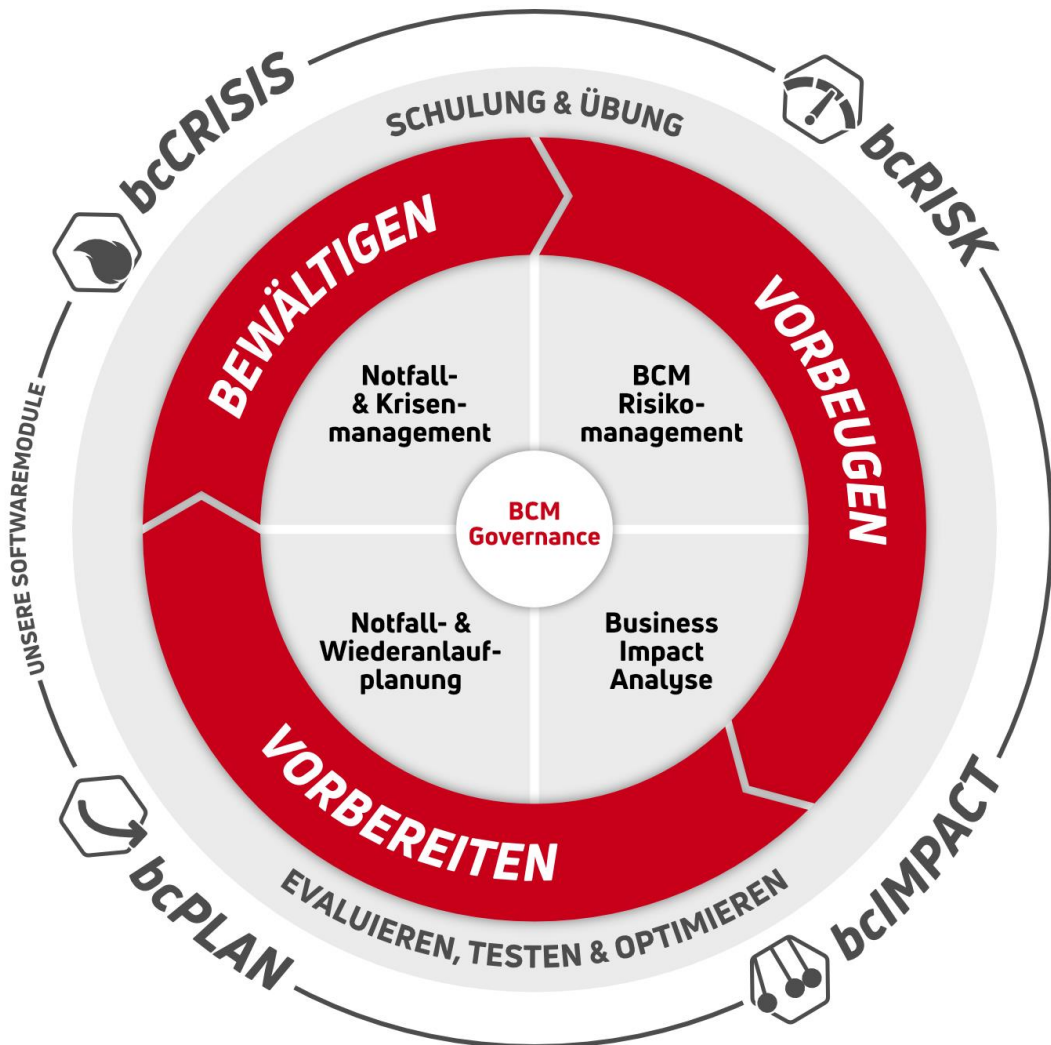 bcCRISIS
bcRISK
SCHULUNG & ÜBUNG
BEWÄLTIGEN
VORBEUGEN
Notfall-
& Krisen-
management
BCM
Risiko-
management
BCM
Governance
UNSERE SOFTWAREMODULE
Notfall- &
Wiederanlauf-
planung
Business
Impact
Analyse
VORBEREITEN
EVALUIEREN, TESTEN & OPTIMIEREN
bcPLAN
bcIMPACT